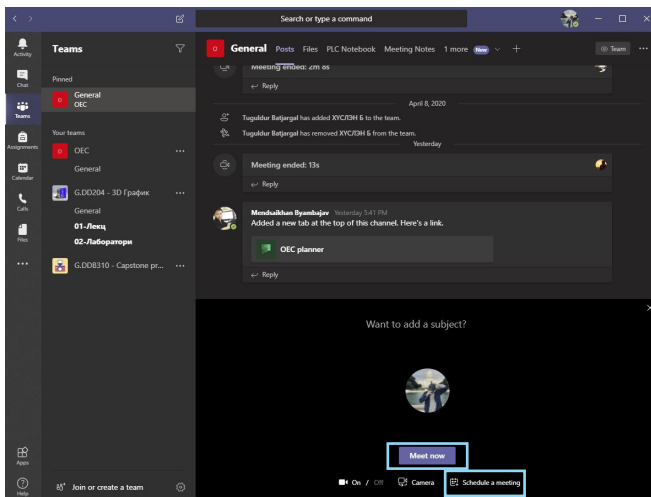 Search or type a command
Activity
Chat
Teams
Assignments
Calendar
Calls
Files
Apps
Help
Teams
Pinned
O
General
OEC
Your teams
O
OEC
General
G.DD204 - 3D График
General
01-Лекц
02-Лаборатори
G.DD8310 - Capstone pr...
Join or create a team
O
General Posts Files PLC Notebook Meeting Notes 1 more New
Team
Meeting ended: 2m 8s
Reply
April 8, 2020
Tuguldur Batjargal has added ХҮСЛЭН Б to the team.
Tuguldur Batjargal has removed ХҮСЛЭН Б from the team.
Yesterday
Meeting ended: 13s
Reply
Mendsaikhan Byambajav Yesterday 5:41 PM
Added a new tab at the top of this channel. Here's a link.
OEC planner
Reply
Want to add a subject?
Meet now
On / Off Camera Schedule a meeting